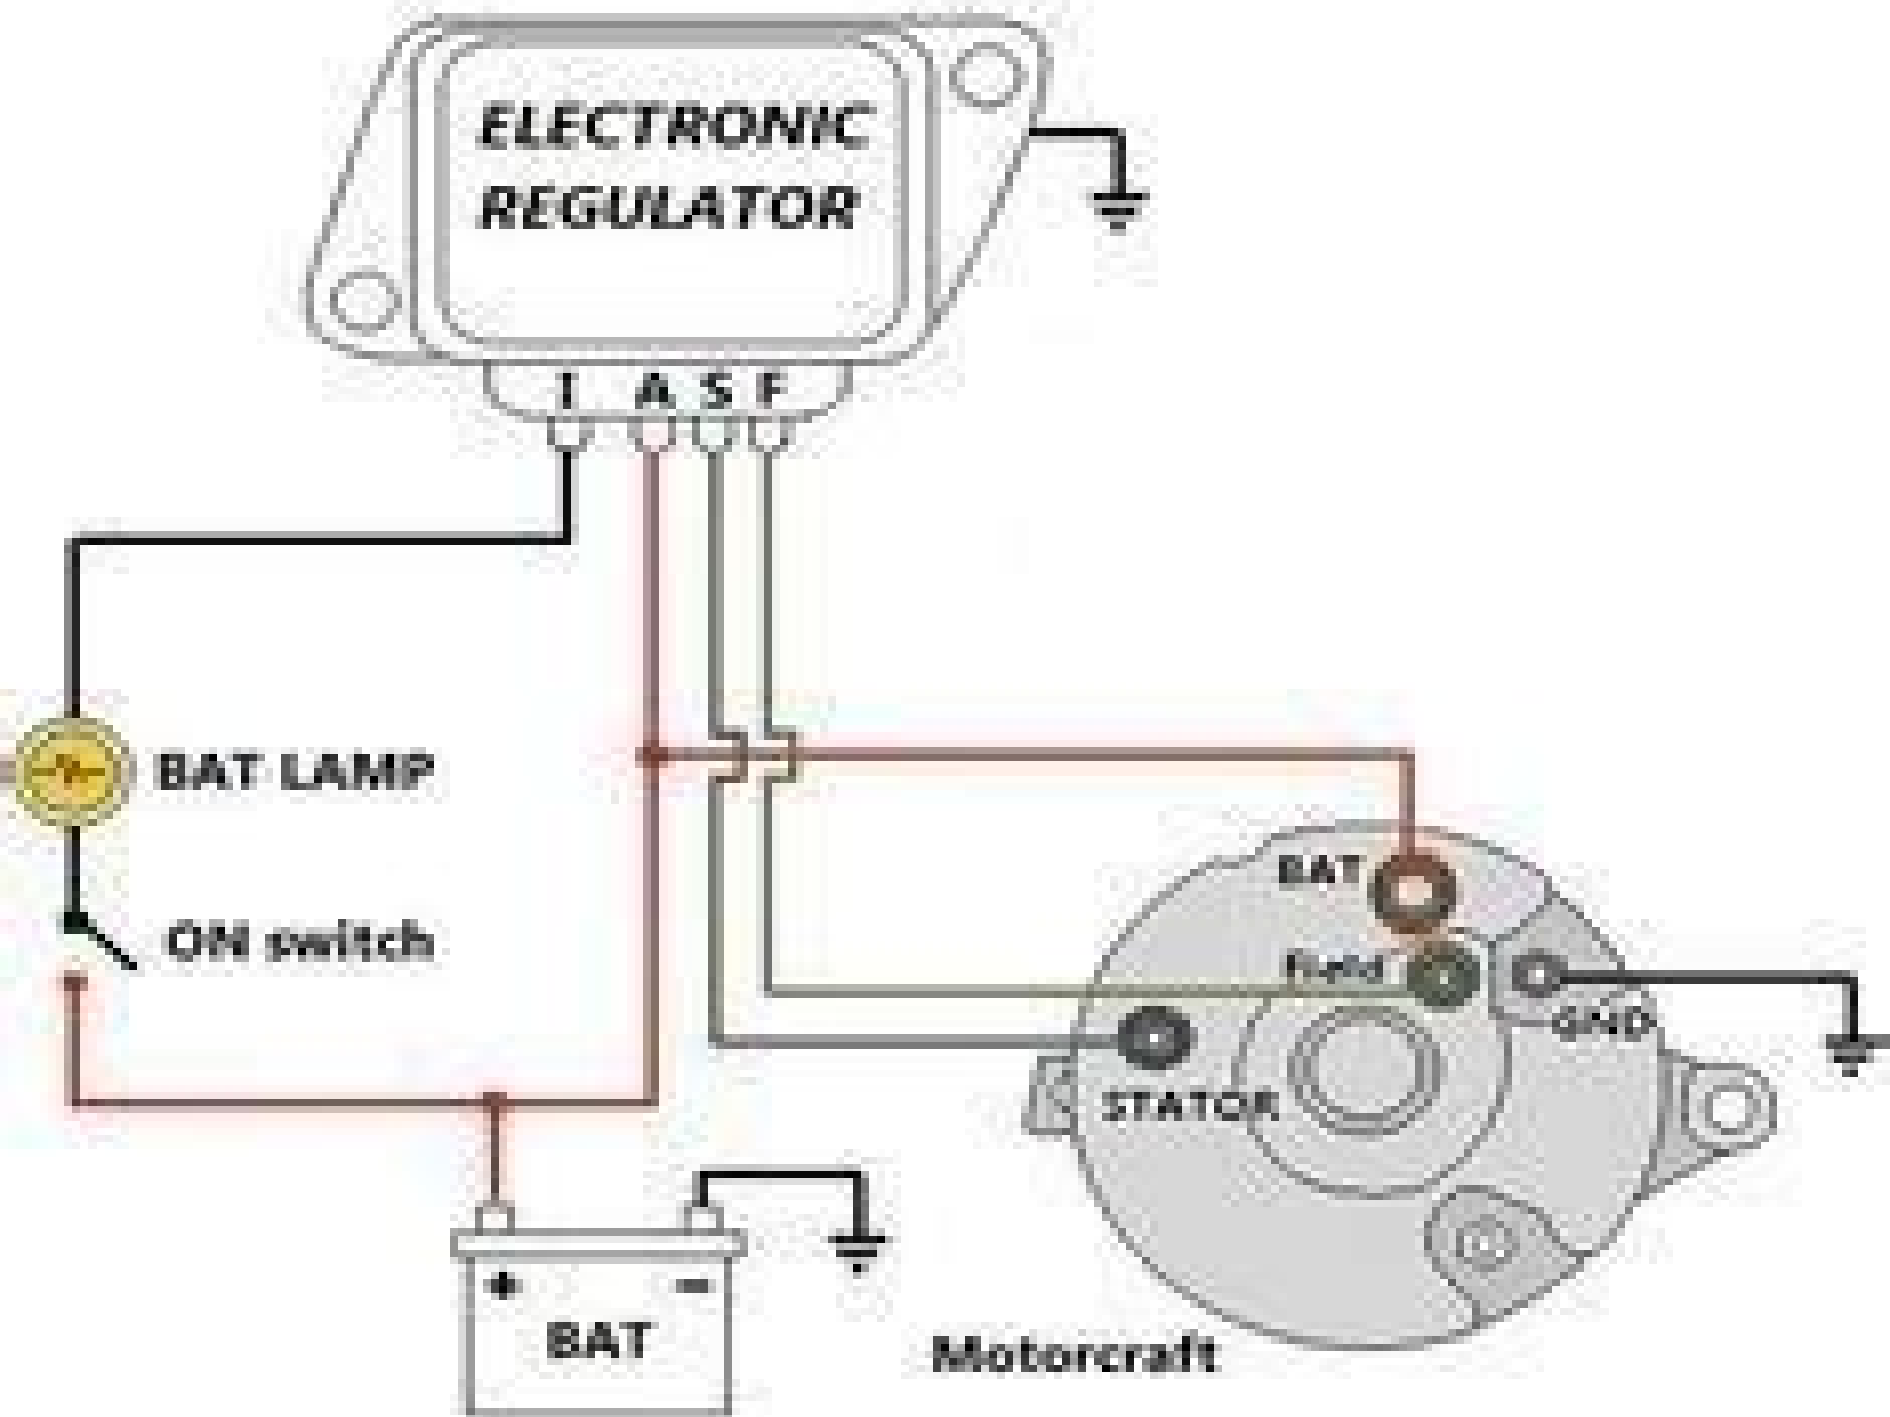 ELECTRONIC
REGULATOR
I A S F
BAT LAMP
ON switch
BAT
Field
GND
STATOR
+ -
BAT
Motorcraft